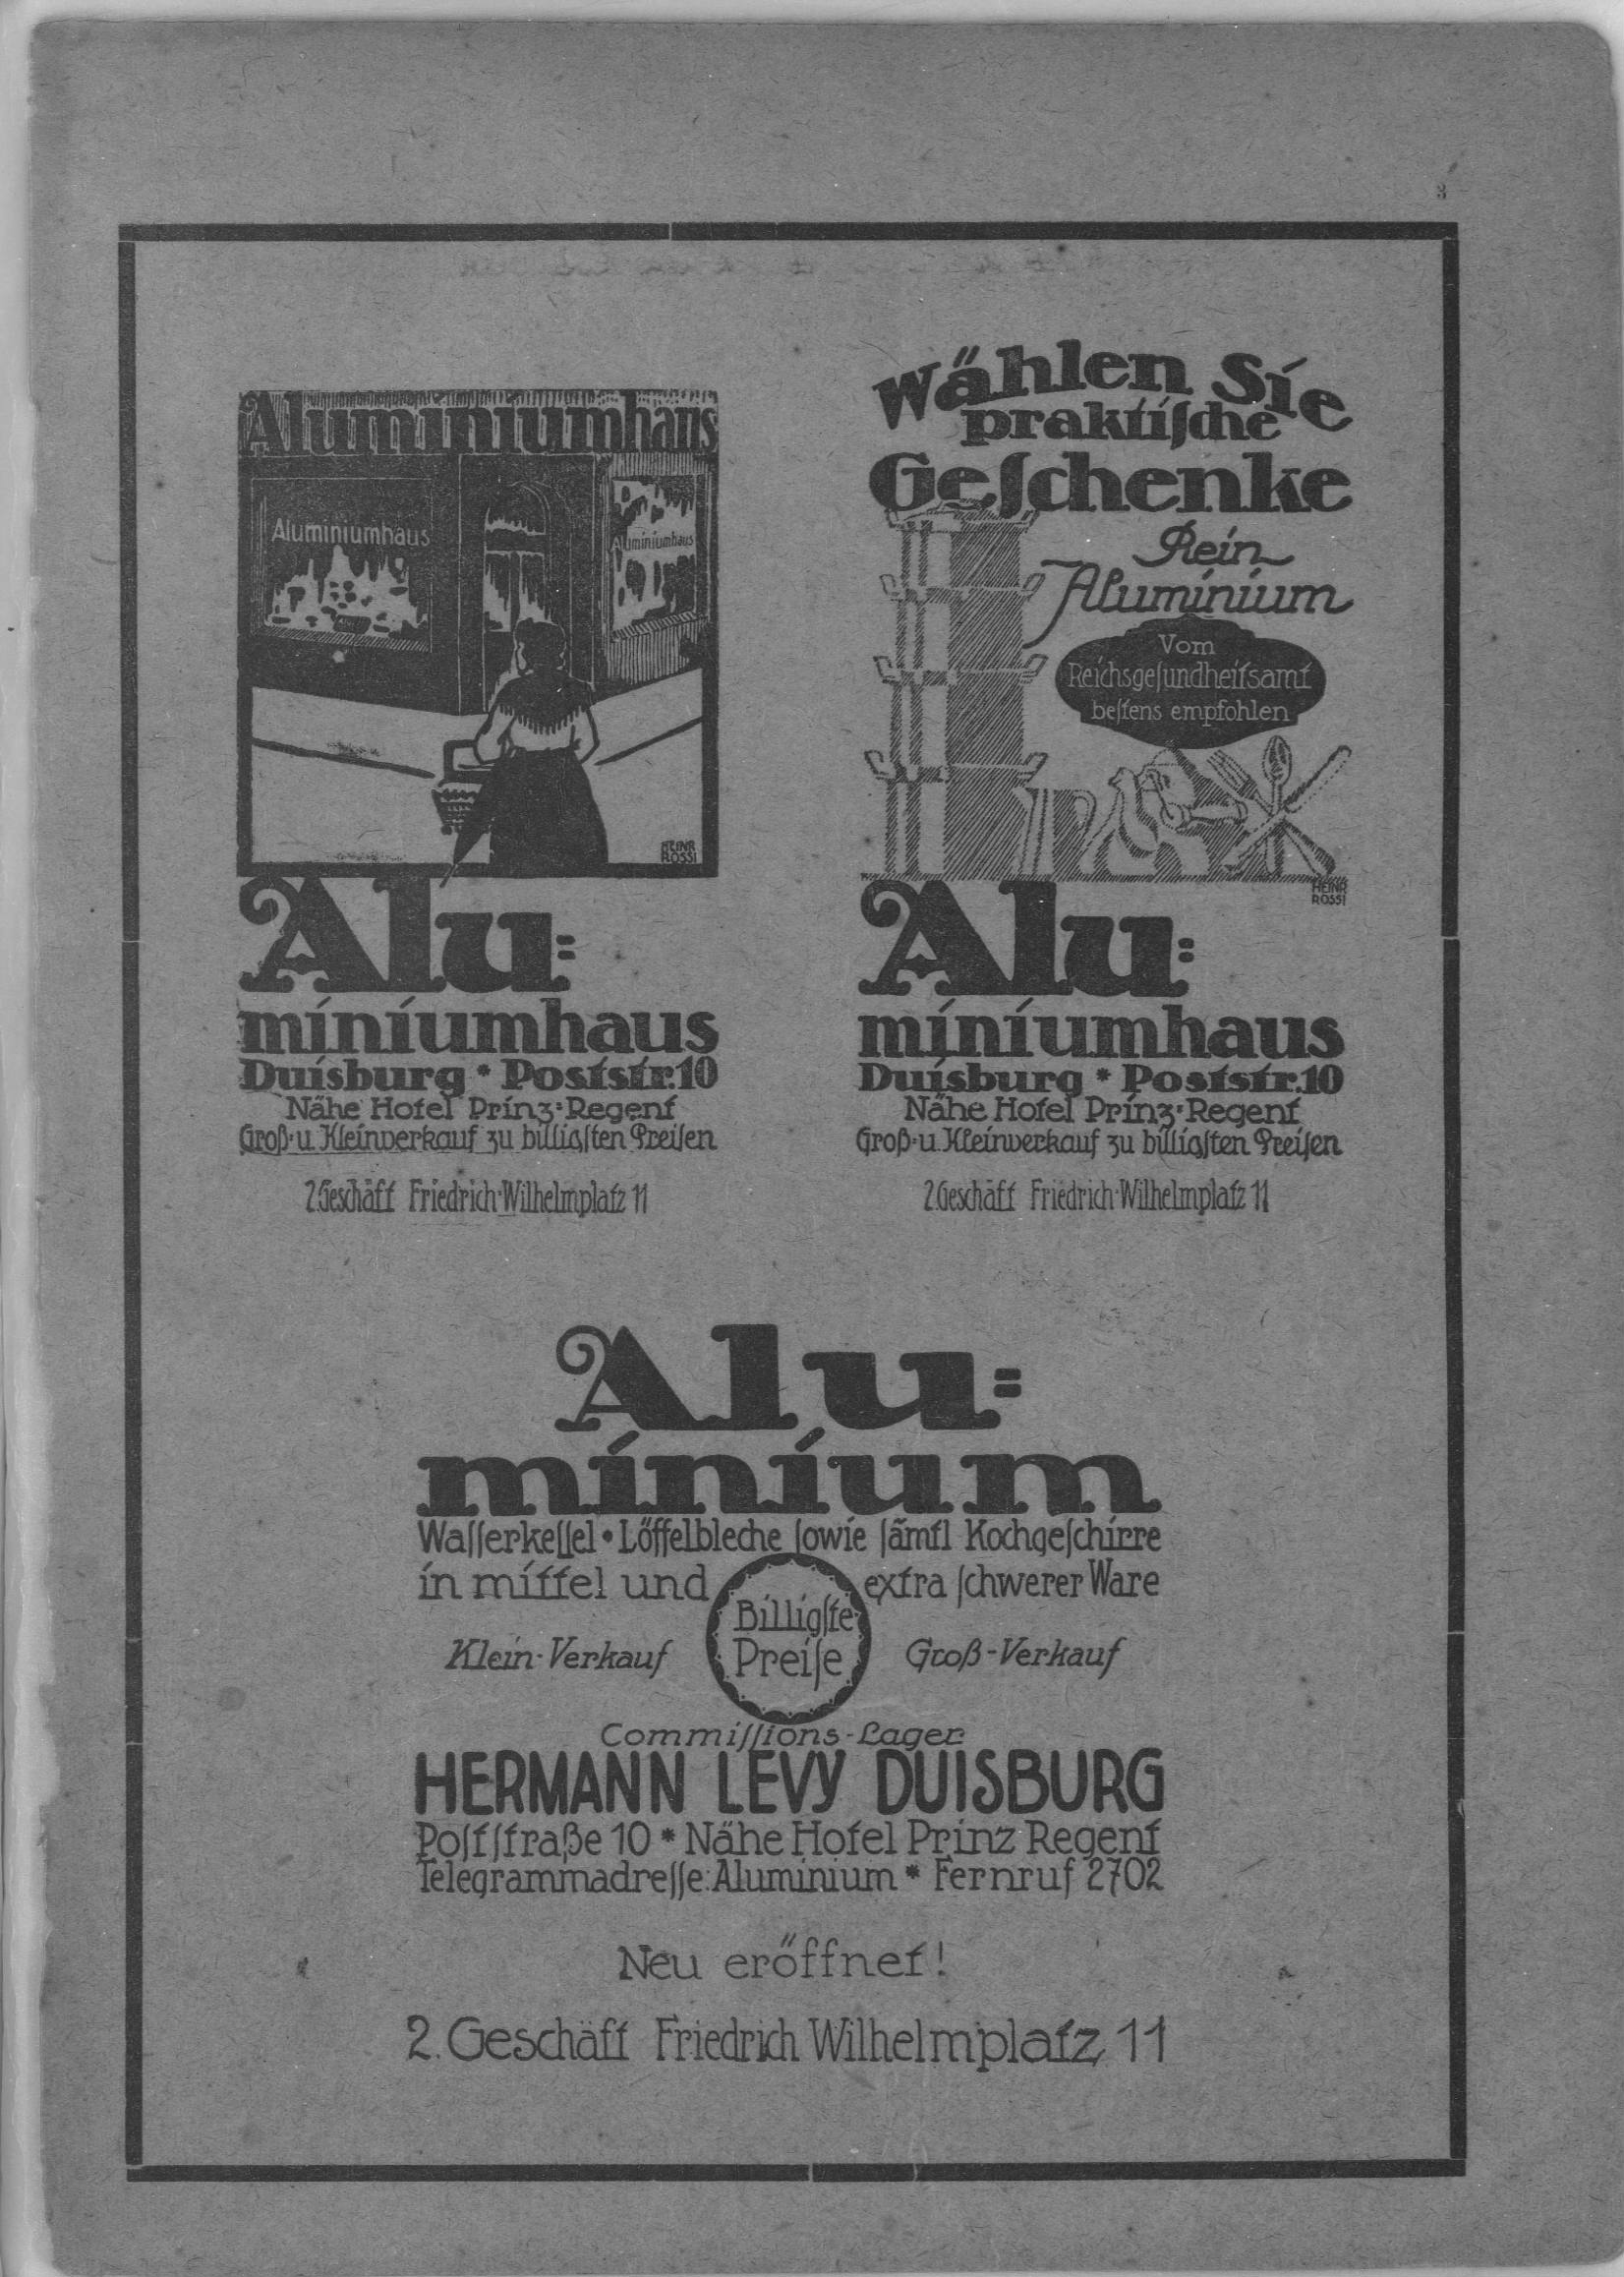 3
Aluminiumhaus
Aluminiumhaus
Aluminiumhaus
HEINR
ROSSI
Alu=
miniumhaus
Duisburg * Poststr.10
Nähe Hotel Prinz=Regent
Groß= u. Kleinverkauf zu billigſten Preiſen
2.Geschäft Friedrich=Wilhelmplatz 11
Wählen Sie
praktiſche
Geſchenke
Rein
Aluminium
Vom
Reichsgeſundheitsamt
beſtens empfohlen
HEINR
ROSSI
Alu=
miniumhaus
Duisburg * Poststr.10
Nähe Hotel Prinz=Regent
Groß= u. Kleinverkauf zu billigſten Preiſen
2.Geschäft Friedrich=Wilhelmplatz 11
Alu=
minium
Waſſerkeſſel • Löffelbleche ſowie ſämtl Kochgeſchirre
in mittel und extra ſchwerer Ware
Billigſte
Preiſe
Klein-Verkauf Groß-Verkauf
Commiſſions-Lager
HERMANN LEVY DUISBURG
Poſtſtraße 10 * Nähe Hotel Prinz Regent
Telegrammadreſſe: Aluminium * Fernruf 2702
Neu eröffnet!
2. Geschäft Friedrich Wilhelmplatz 11